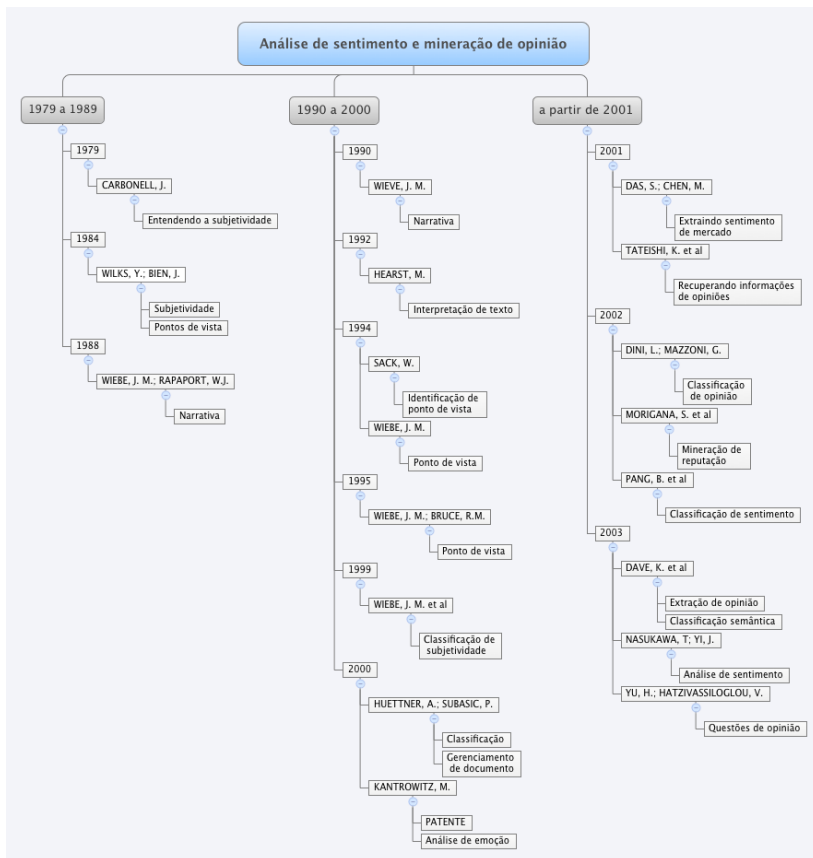 Análise de sentimento e mineração de opinião
1979 a 1989
1979
CARBONELL, J.
Entendendo a subjetividade
1984
WILKS, Y.; BIEN, J.
Subjetividade
Pontos de vista
1988
WIEBE, J. M.; RAPAPORT, W.J.
Narrativa
1990 a 2000
1990
WIEVE, J. M.
Narrativa
1992
HEARST, M.
Interpretação de texto
1994
SACK, W.
Identificação de
ponto de vista
WIEBE, J. M.
Ponto de vista
1995
WIEBE, J. M.; BRUCE, R.M.
Ponto de vista
1999
WIEBE, J. M. et al
Classificação de
subjetividade
2000
HUETTNER, A.; SUBASIC, P.
Classificação
Gerenciamento
de documento
KANTROWITZ, M.
PATENTE
Análise de emoção
a partir de 2001
2001
DAS, S.; CHEN, M.
Extraindo sentimento
de mercado
TATEISHI, K. et al
Recuperando informações
de opiniões
2002
DINI, L.; MAZZONI, G.
Classificação
de opinião
MORIGANA, S. et al
Mineração de
reputação
PANG, B. et al
Classificação de sentimento
2003
DAVE, K. et al
Extração de opinião
Classificação semântica
NASUKAWA, T; YI, J.
Análise de sentimento
YU, H.; HATZIVASSILOGLOU, V.
Questões de opinião